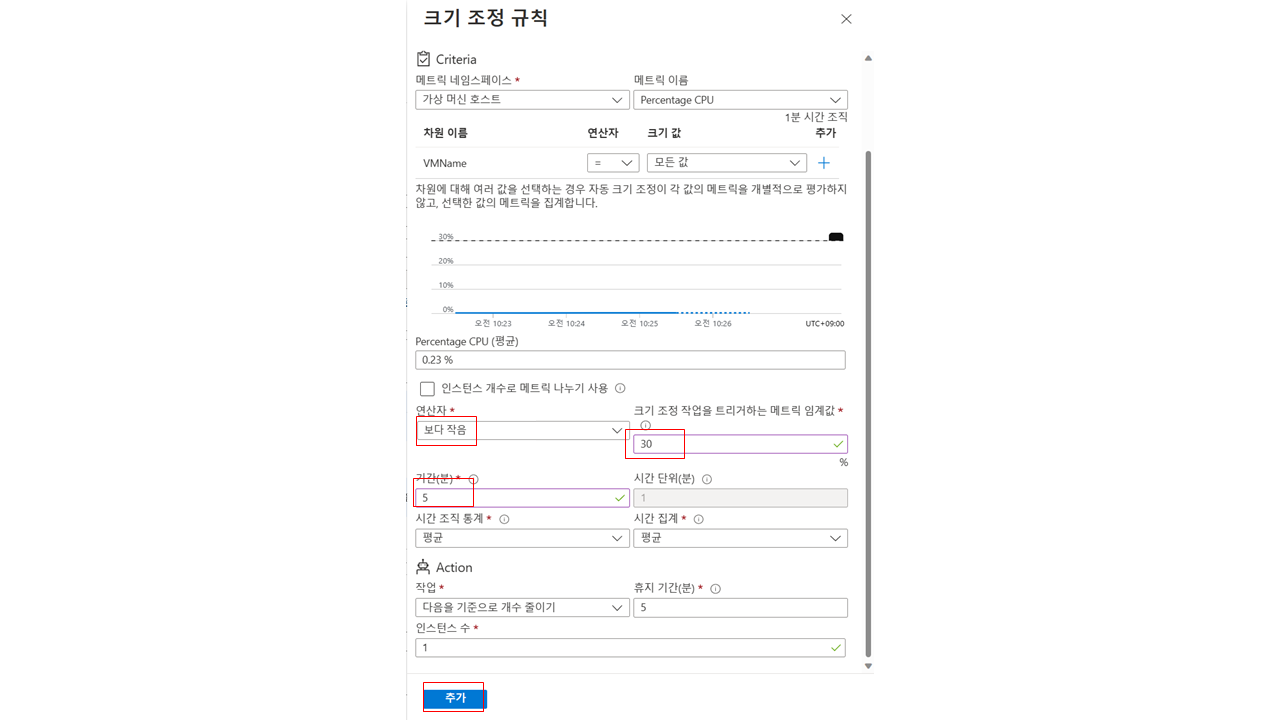 크기 조정 규칙
Criteria
메트릭 네임스페이스 * 메트릭 이름
가상 머신 호스트 Percentage CPU
1분 시간 조직
차원 이름 연산자 크기 값 추가
VMName = 모든 값
차원에 대해 여러 값을 선택하는 경우 자동 크기 조정이 각 값의 메트릭을 개별적으로 평가하지
않고, 선택한 값의 메트릭을 집계합니다.
30%
20%
10%
0%
오전 10:23 오전 10:24 오전 10:25 오전 10:26 UTC+09:00
Percentage CPU (평균)
0.23 %
인스턴스 개수로 메트릭 나누기 사용
연산자 * 크기 조정 작업을 트리거하는 메트릭 임계값 *
보다 작음 30
%
기간(분) * 시간 단위(분)
5 1
시간 조직 통계 * 시간 집계 *
평균 평균
Action
작업 * 휴지 기간(분) *
다음을 기준으로 개수 줄이기 5
인스턴스 수 *
1
추가